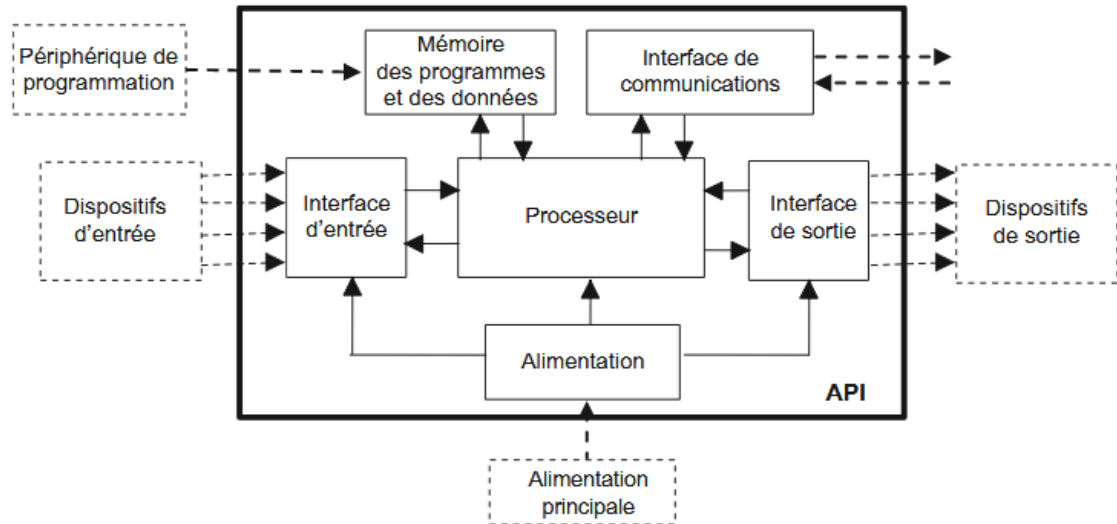 Périphérique de
programmation
Mémoire
des programmes
et des données
Interface de
communications
Dispositifs
d'entrée
Interface
d'entrée
Processeur
Interface
de sortie
Dispositifs
de sortie
Alimentation
API
Alimentation
principale